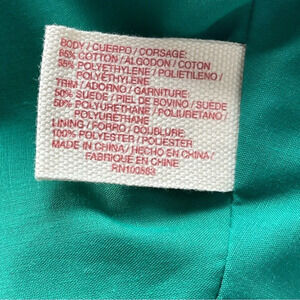 BODY / CUERPO / CORSAGE:
65% COTTON / ALGODON / COTON
35% POLYETHYLENE / POLIETILENO /
POLYETHYLENE
TRIM / ADORNO / GARNITURE:
50% SUEDE / PIEL DE BOVINO / SUÈDE
50% POLYURETHANE / POLIURETANO /
POLYURETHANE
LINING / FORRO / DOUBLURE:
100% POLYESTER / POLIESTER
MADE IN CHINA / HECHO EN CHINA /
FABRIQUE EN CHINE
RN100583